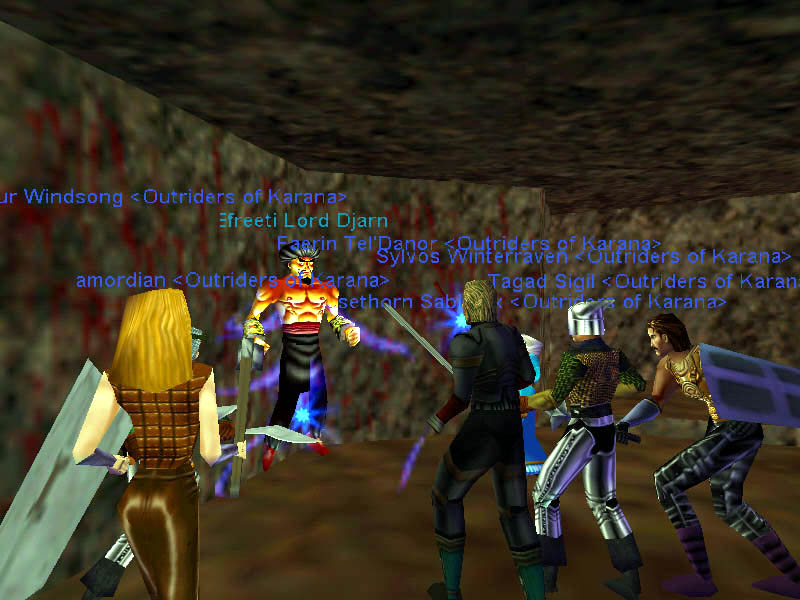 ur Windsong <Outriders of Karana>
Efreeti Lord Djarn
Faerin Tel'Danor <Outriders of Karana>
Sylvos Winterraven <Outriders of Karana>
amordian <Outriders of Karana>
Tagad Sigil <Outriders of Karan
<Outriders of Karana>